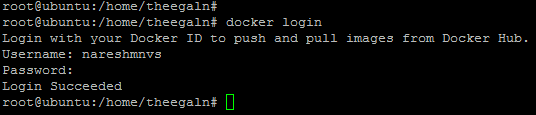 root@ubuntu:/home/theegaln#
root@ubuntu:/home/theegaln# docker login
Login with your Docker ID to push and pull images from Docker Hub.
Username: nareshmnvs
Password:
Login Succeeded
root@ubuntu:/home/theegaln#